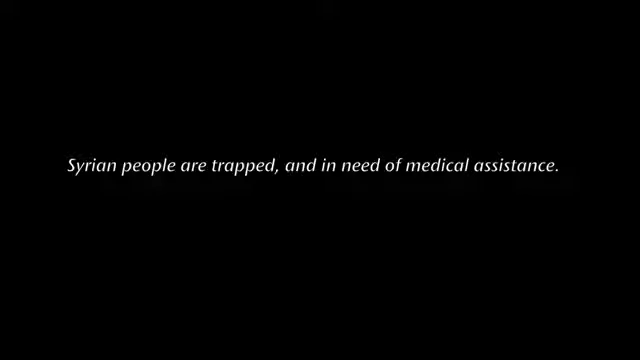 Syrian people are trapped, and in need of medical assistance.